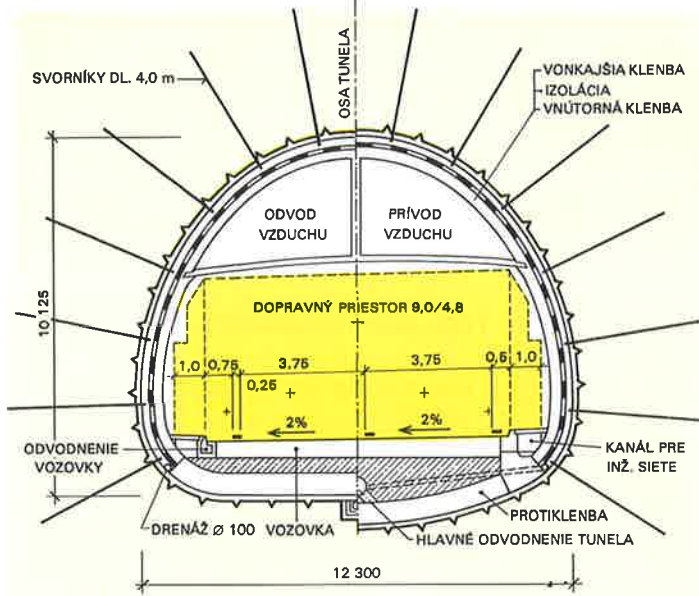 SVORNÍKY DL. 4,0 m
OSA TUNELA
VONKAJŠIA KLENBA
IZOLÁCIA
VNÚTORNÁ KLENBA
ODVOD
VZDUCHU
PRÍVOD
VZDUCHU
DOPRAVNÝ PRIESTOR 9,0/4,8
10,125
1,0 0,75 3,75 3,75 0,5 1,0
0,25
2% 2%
ODVODNENIE
VOZOVKY
KANÁL PRE
INŽ. SIETE
DRENÁŽ Ø 100 VOZOVKA
PROTIKLENBA
HLAVNÉ ODVODNENIE TUNELA
12 300